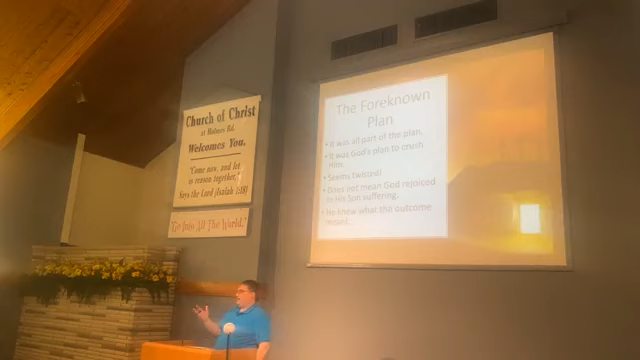 Church of Christ
at Holmes Rd.
Welcomes You.
"Come now, and let
us reason together,"
Says the Lord (Isaiah 1:
"Go Into All The World."
The Foreknown
Plan
• It was all part of the plan.
• It was God's plan to crush
Him.
• Seems twisted!
• Does not mean God rejoiced
in his Son suffering.
• He knew what the outcome
meant.